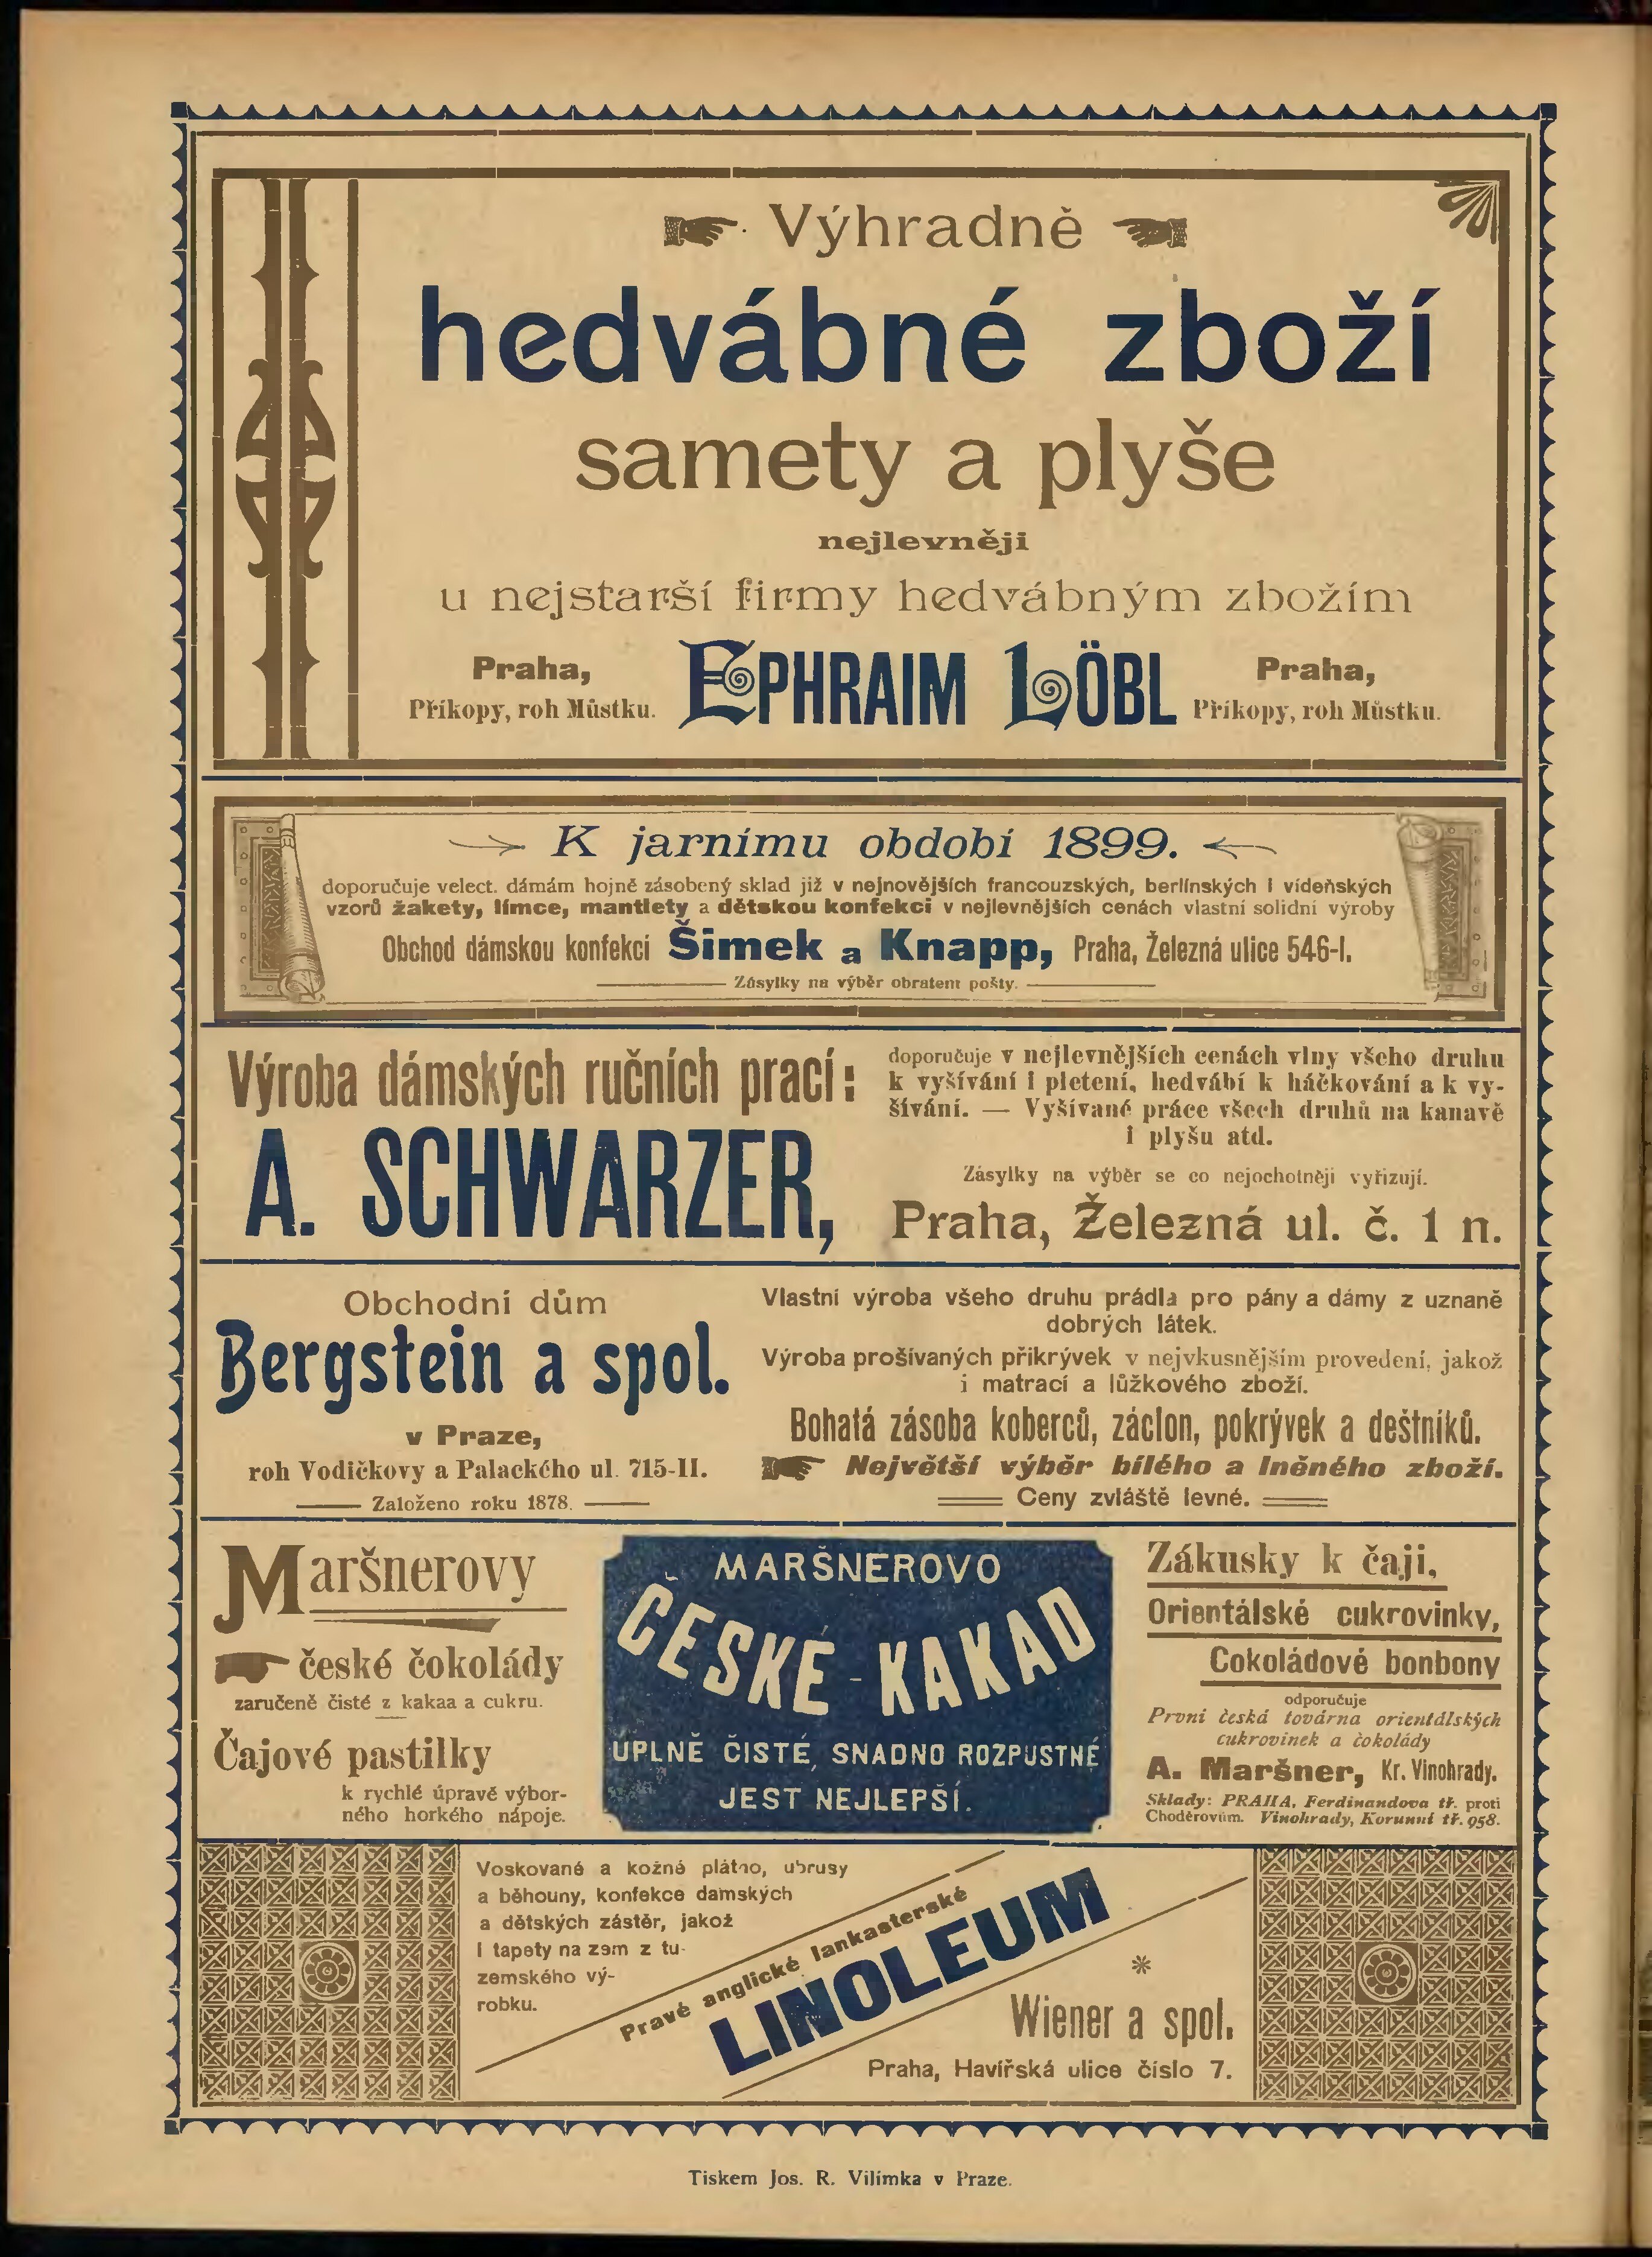 Výhradně
hedvábné zboží
samety a plyše
nejlevněji
u nejstarší firmy hedvábným zbožím
Praha,
Příkopy, roh Můstku.
EPHRAIM LÖBL
Praha,
Příkopy, roh Můstku.
K jarnímu období 1899.
doporučuje velect. dámám hojně zásobený sklad již v nejnovějších francouzských, berlínských i vídeňských
vzorů žakety, límce, mantlety a dětskou konfekci v nejlevnějších cenách vlastní solidní výroby
Obchod dámskou konfekcí Šimek a Knapp, Praha, Železná ulice 546-I.
Zásylky na výběr obratem pošty.
Výroba dámských ručních prací:
A. SCHWARZER,
doporučuje v nejlevnějších cenách vlny všeho druhu
k vyšívání i pletení, hedvábí k háčkování a k vy-
šívání. — Vyšívané práce všech druhů na kanavě
i plyšu atd.
Zásylky na výběr se co nejochotněji vyřizují.
Praha, Železná ul. č. 1 n.
Obchodní dům
Bergstein a spol.
v Praze,
roh Vodičkovy a Palackého ul. 715-II.
Založeno roku 1878.
Vlastní výroba všeho druhu prádla pro pány a dámy z uznaně
dobrých látek.
Výroba prošívaných přikrývek v nejvkusnějším provedení, jakož
i matrací a lůžkového zboží.
Bohatá zásoba koberců, záclon, pokrývek a deštníků.
Největší výběr bílého a lněného zboží.
Ceny zvláště levné.
Maršnerovy
české čokolády
zaručeně čisté z kakaa a cukru.
Čajové pastilky
k rychlé úpravě výbor-
ného horkého nápoje.
MARŠNEROVO
ČESKÉ - KAKAO
ÚPLNĚ ČISTÉ, SNADNO ROZPUSTNÉ
JEST NEJLEPŠÍ.
Zákusky k čaji,
Orientálské cukrovinky,
Cokoládové bonbony
odporučuje
První česká továrna orientálských
cukrovinek a čokolády
A. Maršner, Kr. Vinohrady.
Sklady: PRAHA, Ferdinandova tř. proti
Choděrovům. Vinohrady, Korunní tř. 958.
Voskované a kožné plátno, ubrusy
a běhouny, konfekce damských
a dětských zástěr, jakož
i tapety na zem z tu-
zemského vý-
robku.
Pravé anglické lankasterské
LINOLEUM
Wiener a spol.
Praha, Havířská ulice číslo 7.
Tiskem Jos. R. Vilímka v Praze.